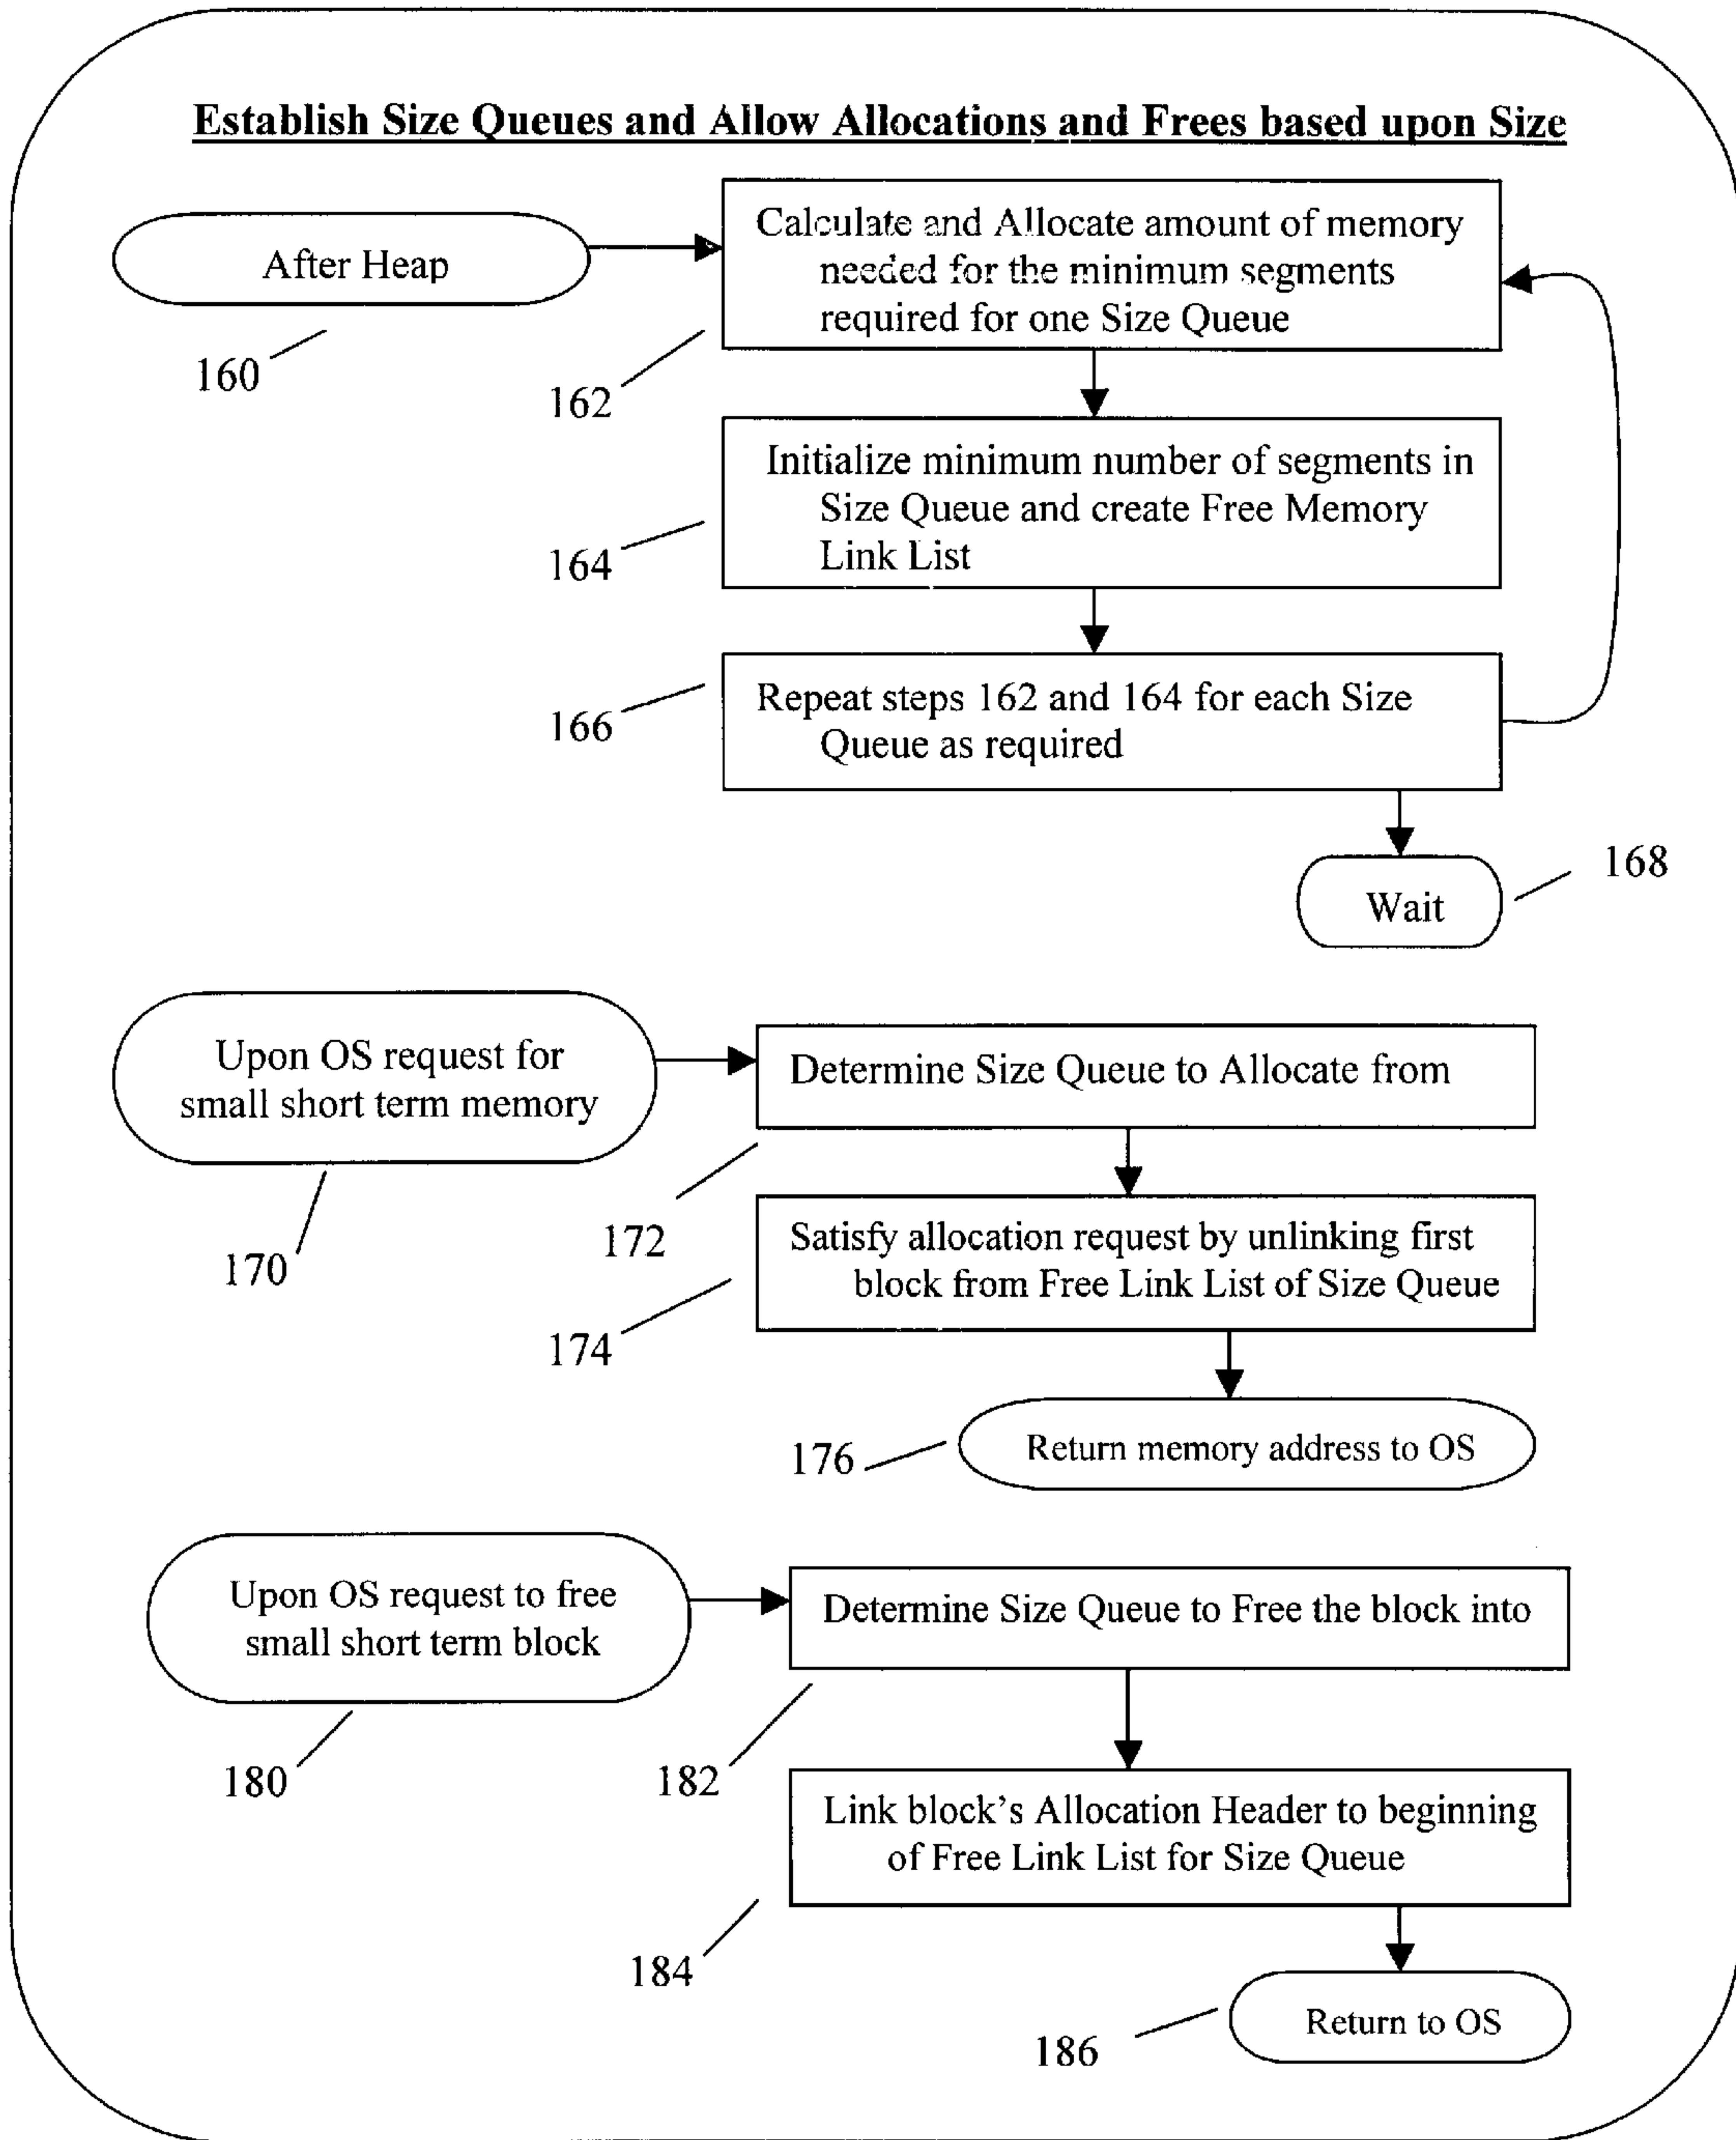 Establish Size Queues and Allow Allocations and Frees based upon Size
After Heap
160
Calculate and Allocate amount of memory
needed for the minimum segments
required for one Size Queue
162
Initialize minimum number of segments in
Size Queue and create Free Memory
Link List
164
Repeat steps 162 and 164 for each Size
Queue as required
166
Wait
168
Upon OS request for
small short term memory
170
Determine Size Queue to Allocate from
172
Satisfy allocation request by unlinking first
block from Free Link List of Size Queue
174
Return memory address to OS
176
Upon OS request to free
small short term block
180
Determine Size Queue to Free the block into
182
Link block's Allocation Header to beginning
of Free Link List for Size Queue
184
Return to OS
186